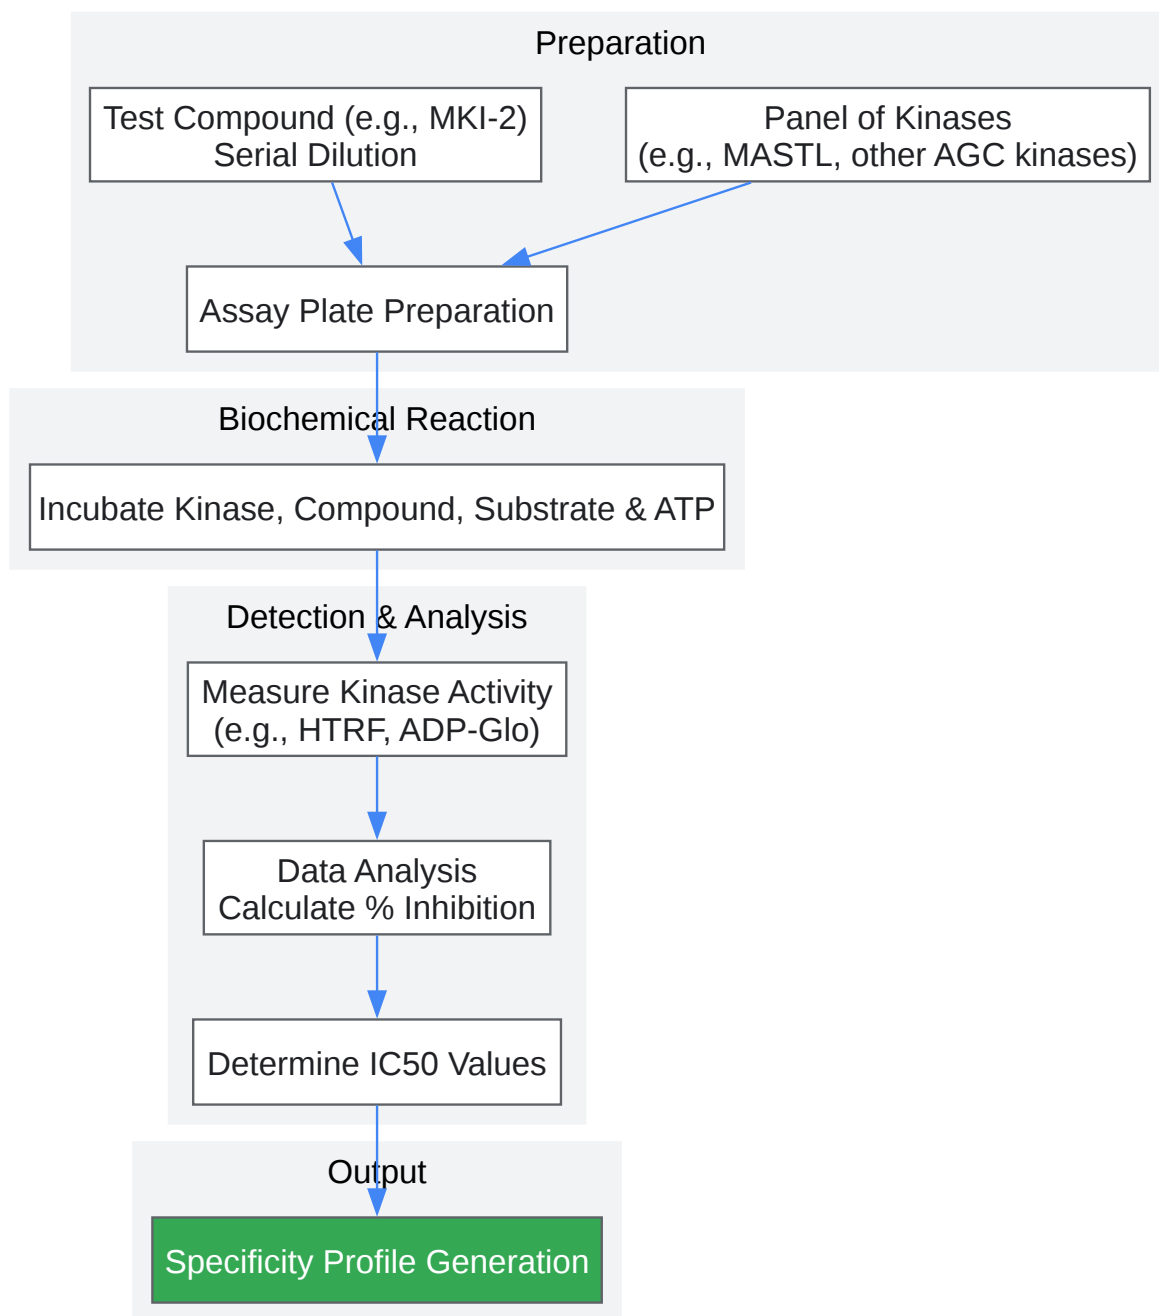 Preparation
Test Compound (e.g., MKI-2)
Serial Dilution
Panel of Kinases
(e.g., MASTL, other AGC kinases)
Assay Plate Preparation
Biochemical Reaction
Incubate Kinase, Compound, Substrate & ATP
Detection & Analysis
Measure Kinase Activity
(e.g., HTRF, ADP-Glo)
Data Analysis
Calculate % Inhibition
Determine IC50 Values
Output
Specificity Profile Generation